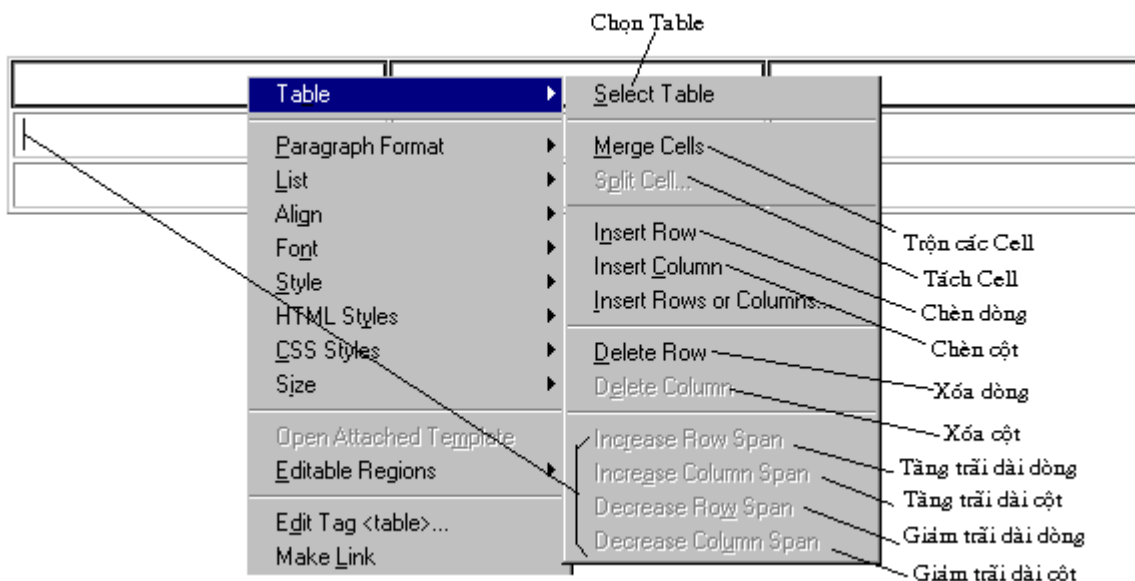 Chọn Table
Table
Paragraph Format
List
Align
Font
Style
HTML Styles
CSS Styles
Size
Open Attached Template
Editable Regions
Edit Tag <table>...
Make Link
Select Table
Merge Cells
Split Cell...
Insert Row
Insert Column
Insert Rows or Columns...
Delete Row
Delete Column
Increase Row Span
Increase Column Span
Decrease Row Span
Decrease Column Span
Trộn các Cell
Tách Cell
Chèn dòng
Chèn cột
Xóa dòng
Xóa cột
Tăng trãi dài dòng
Tăng trãi dài cột
Giảm trãi dài dòng
Giảm trãi dài cột